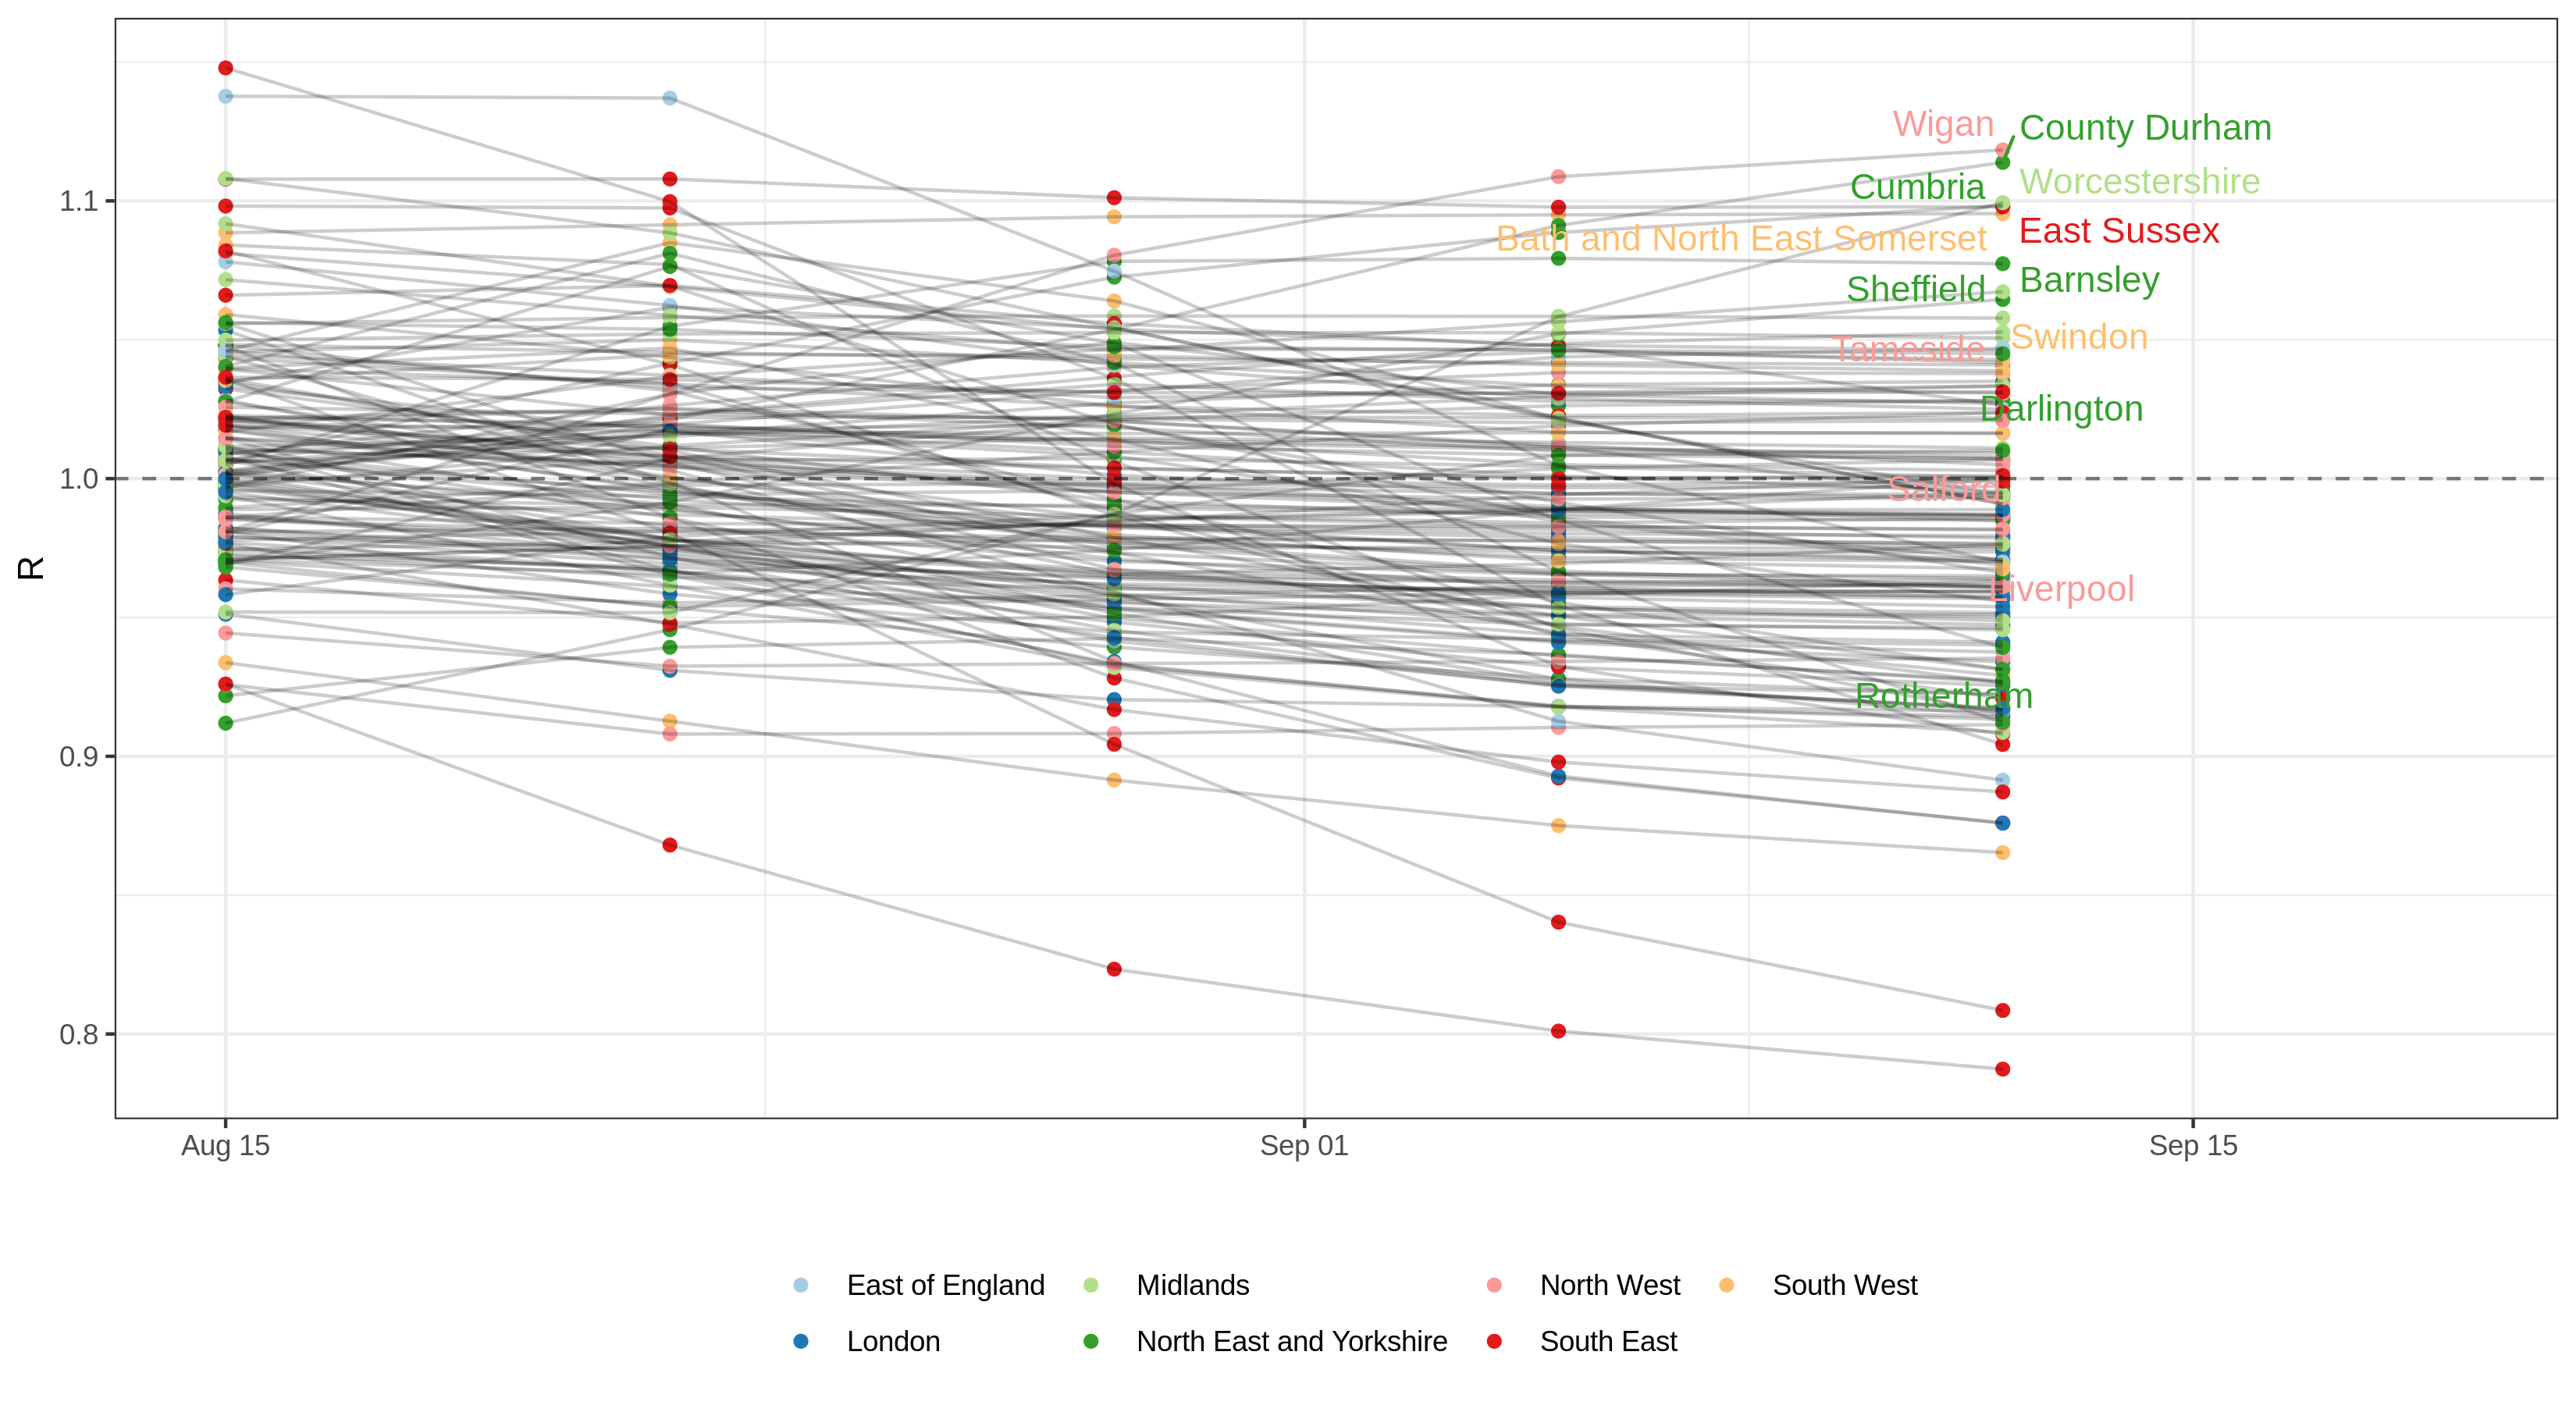 R
1.1
1.0
0.9
0.8
Wigan
County Durham
Cumbria
Worcestershire
Bath and North East Somerset
East Sussex
Sheffield
Barnsley
Tameside
Swindon
Darlington
Salford
Liverpool
Rotherham
Aug 15
Sep 01
Sep 15
East of England
Midlands
North West
South West
London
North East and Yorkshire
South East